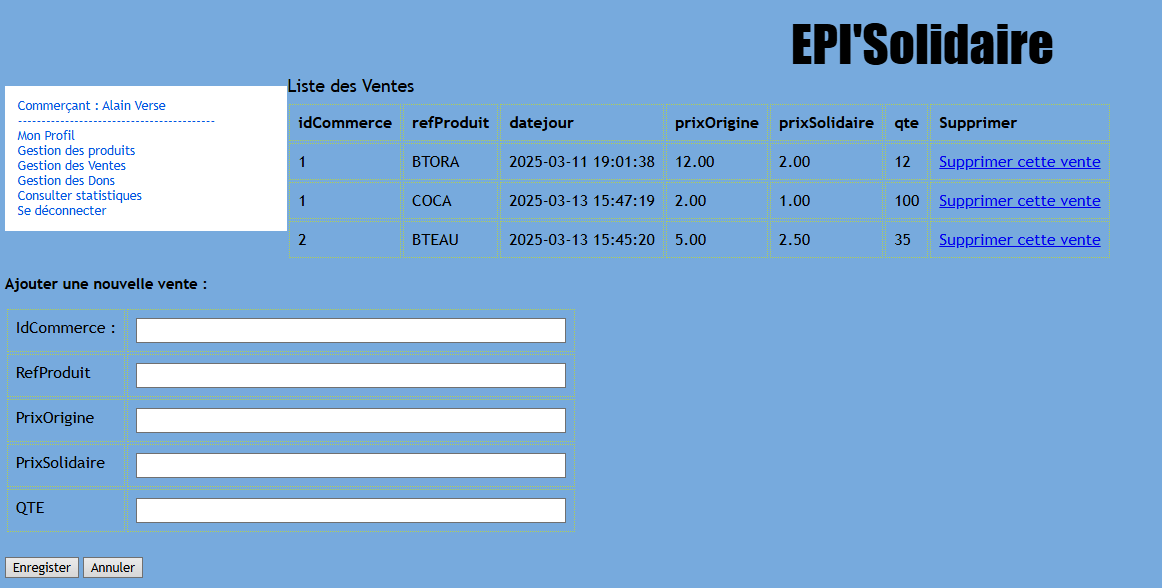 EPI'Solidaire
Commerçant : Alain Verse
------------------------------------------
Mon Profil
Gestion des produits
Gestion des Ventes
Gestion des Dons
Consulter statistiques
Se déconnecter
Liste des Ventes
idCommerce refProduit datejour prixOrigine prixSolidaire qte Supprimer
1 BTORA 2025-03-11 19:01:38 12.00 2.00 12 Supprimer cette vente
1 COCA 2025-03-13 15:47:19 2.00 1.00 100 Supprimer cette vente
2 BTEAU 2025-03-13 15:45:20 5.00 2.50 35 Supprimer cette vente
Ajouter une nouvelle vente :
IdCommerce :
RefProduit
PrixOrigine
PrixSolidaire
QTE
Enregister Annuler